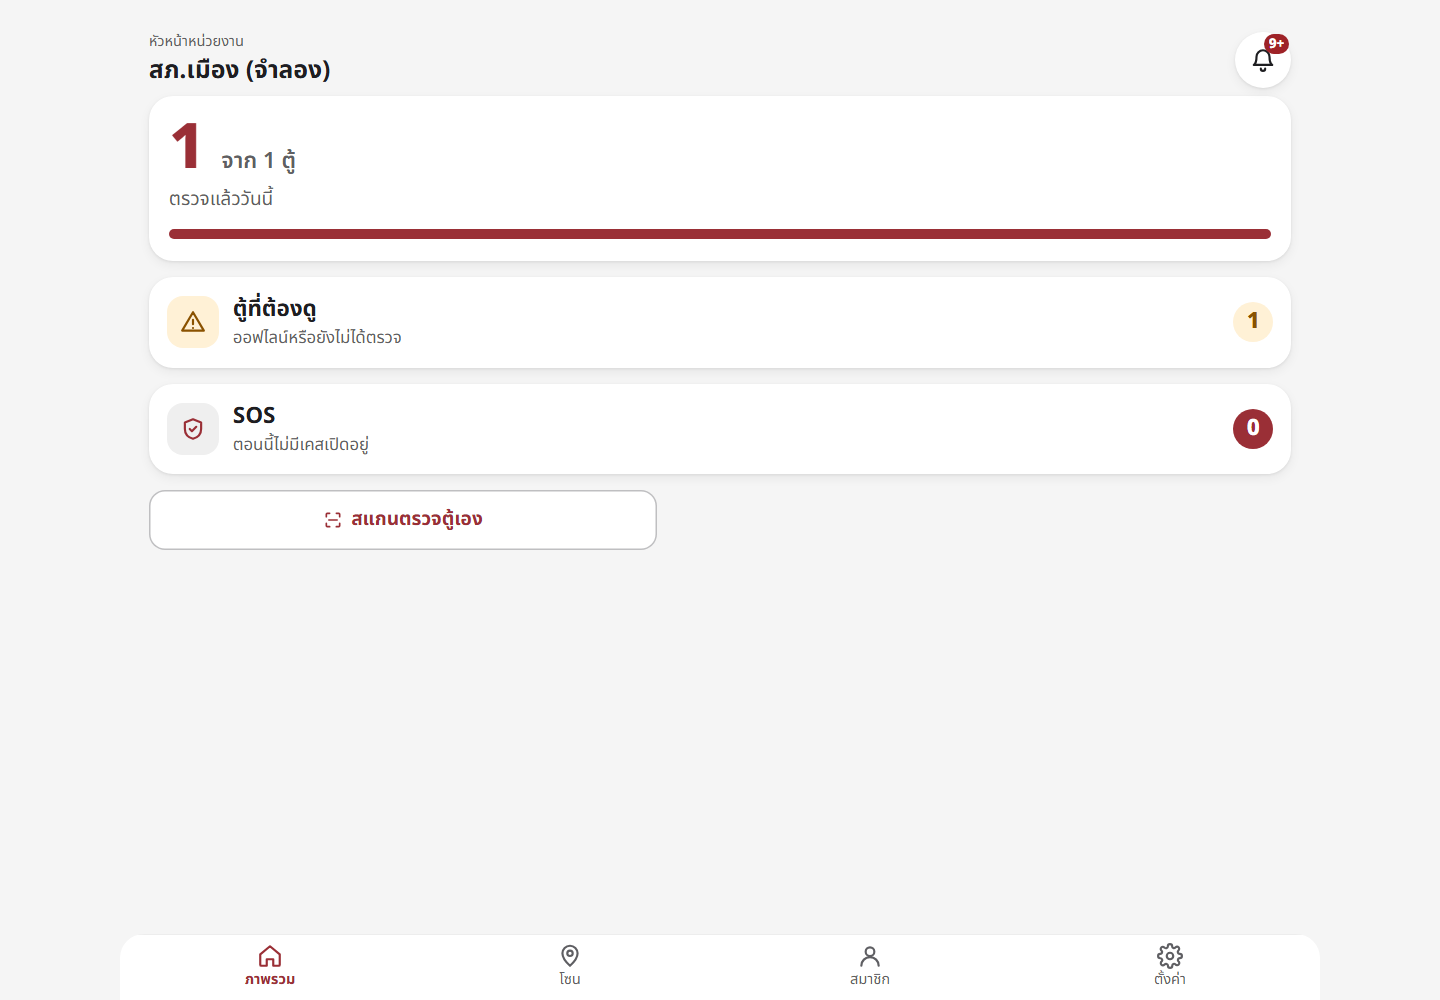 หัวหน้าหน่วยงาน
สภ.เมือง (จำลอง)
9+
1 จาก 1 ตู้
ตรวจแล้ววันนี้
ตู้ที่ต้องดู
ออฟไลน์หรือยังไม่ได้ตรวจ
1
SOS
ตอนนี้ไม่มีเคสเปิดอยู่
0
สแกนตรวจตู้เอง
ภาพรวม
โซน
สมาชิก
ตั้งค่า